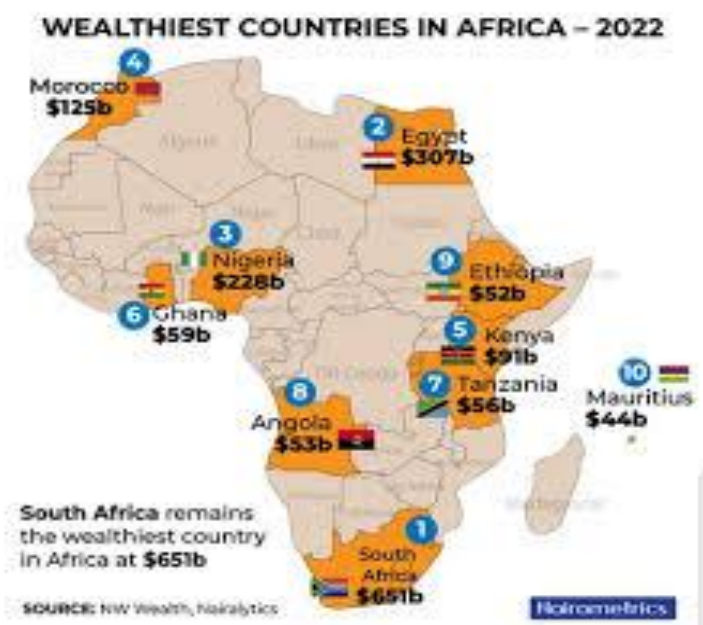 WEALTHIEST COUNTRIES IN AFRICA – 2022
4
Morocco
$125b
2
Egypt
$307b
Algeria
3
Nigeria
$228b
9
Ethiopia
$52b
6
Ghana
$59b
5
Kenya
$91b
10
Mauritius
$44b
7
Tanzania
$56b
8
Angola
$53b
Madagascar
South Africa remains
the wealthiest country
in Africa at $651b
1
South
Africa
$651b
SOURCE: NW Wealth, Nairalytics
Nairametrics